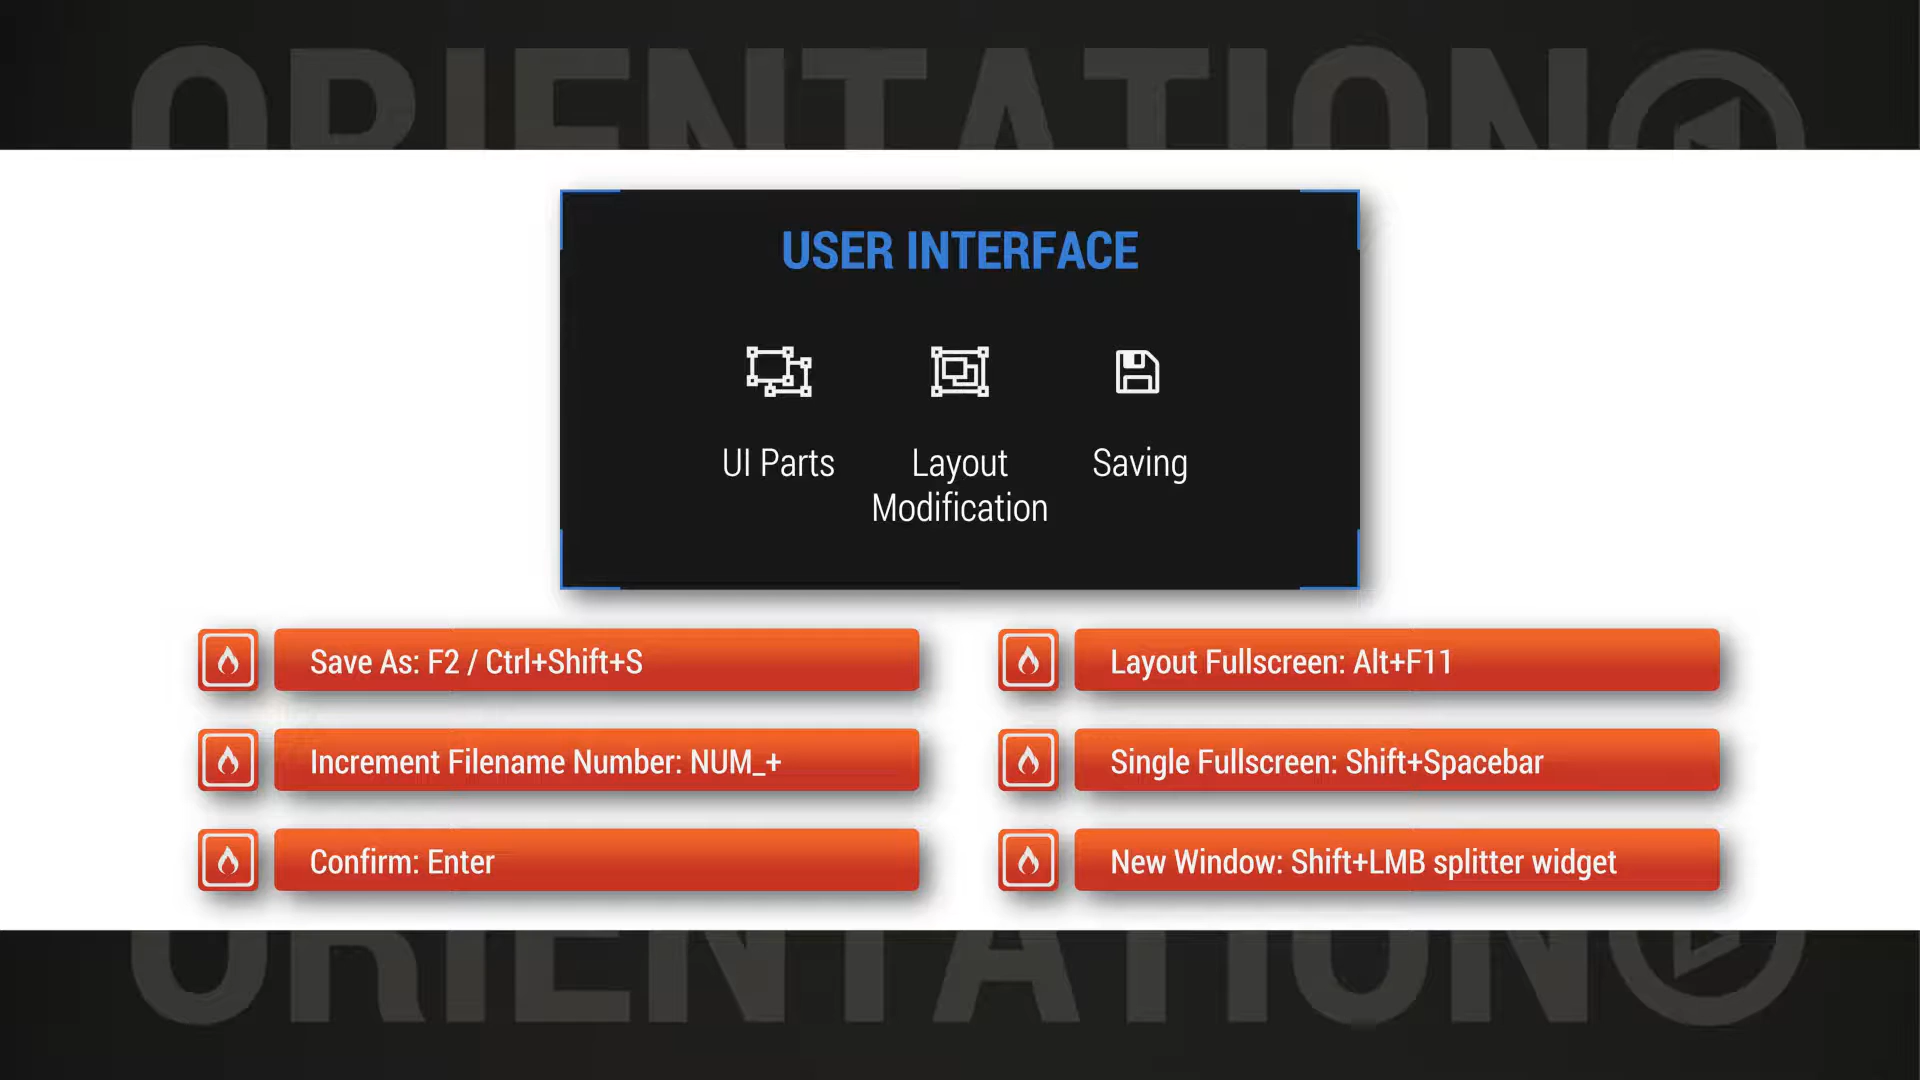 ORIENTATION
USER INTERFACE
UI Parts
Layout
Modification
Saving
Save As: F2 / Ctrl+Shift+S
Increment Filename Number: NUM_+
Confirm: Enter
Layout Fullscreen: Alt+F11
Single Fullscreen: Shift+Spacebar
New Window: Shift+LMB splitter widget